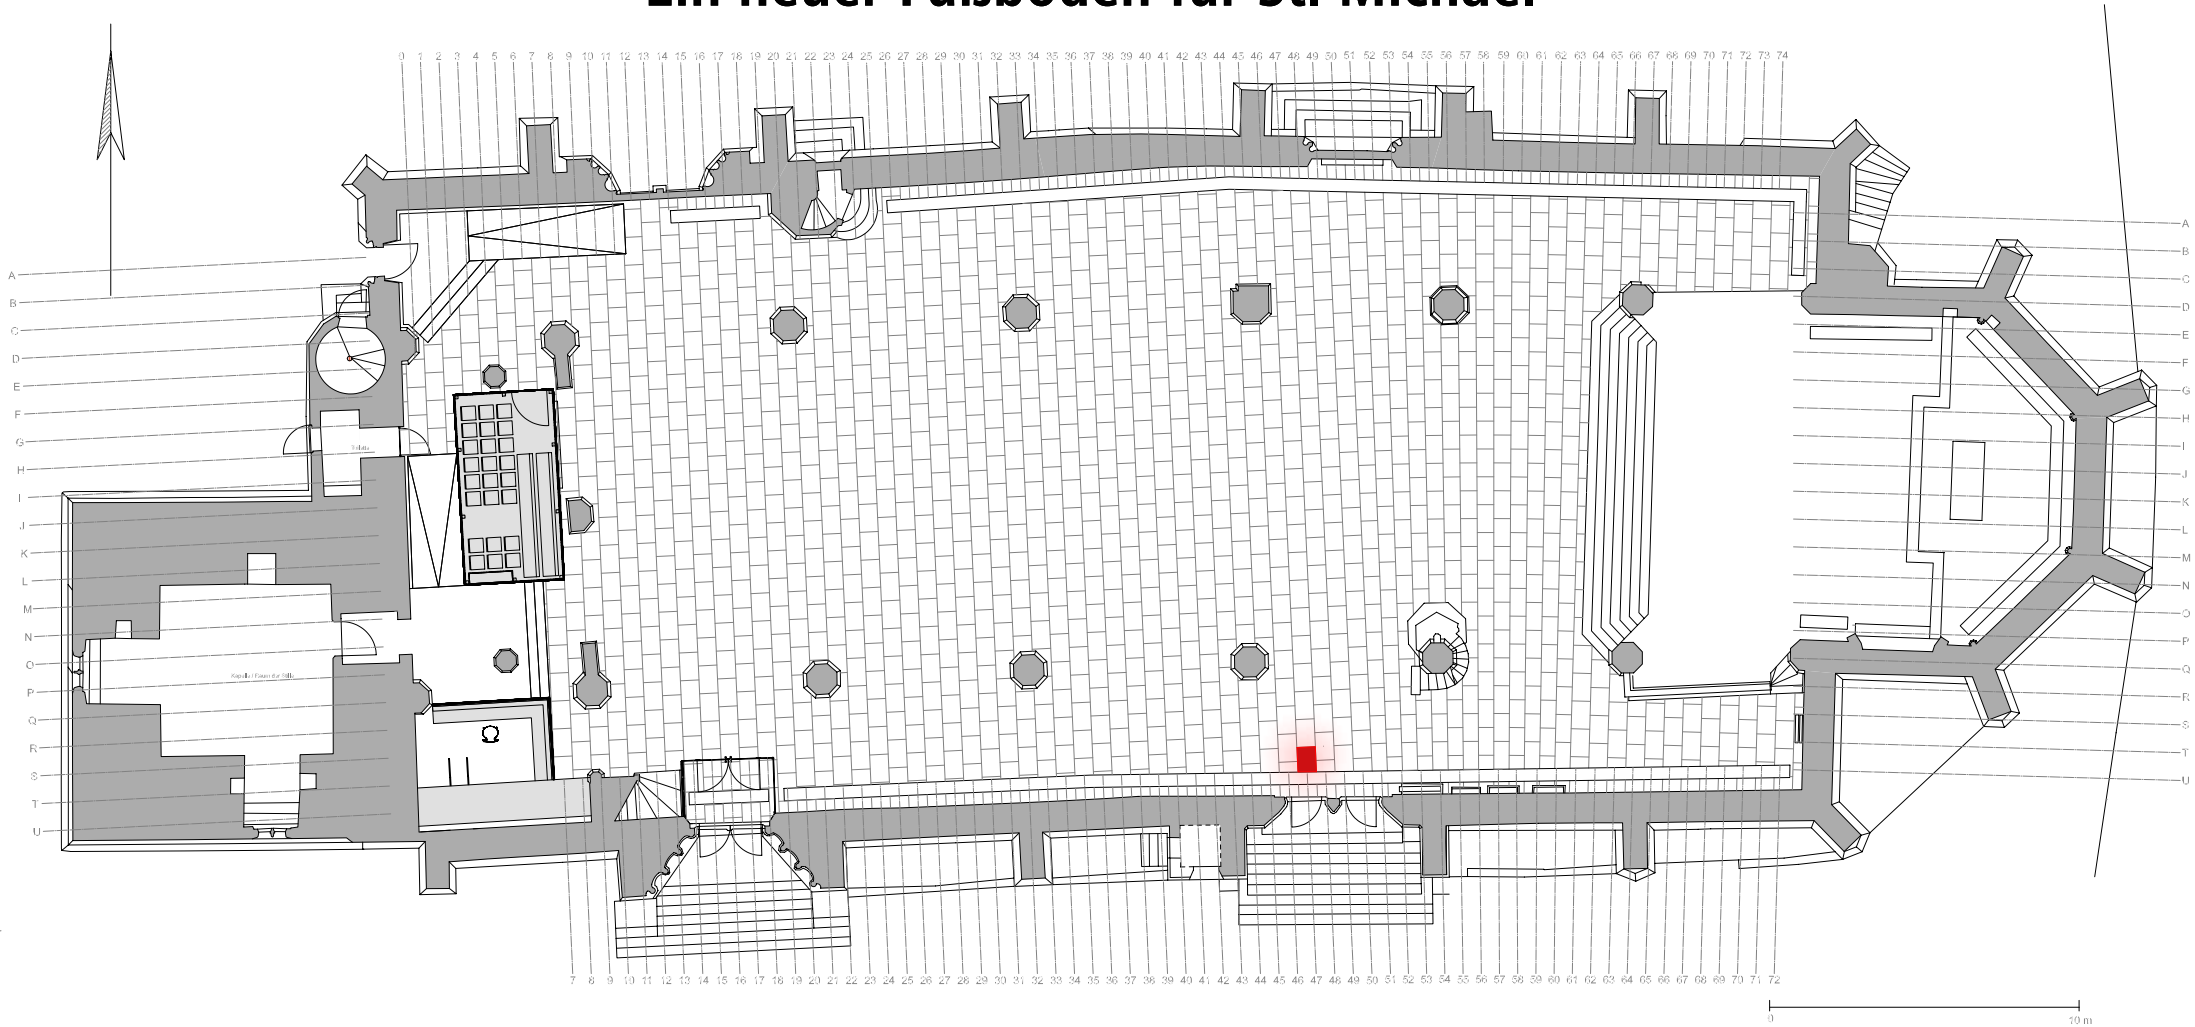 Ein neuer Fußboden für St. Michael
0 1 2 3 4 5 6 7 8 9 10 11 12 13 14 15 16 17 18 19 20 21 22 23 24 25 26 27 28 29 30 31 32 33 34 35 36 37 38 39 40 41 42 43 44 45 46 47 48 49 50 51 52 53 54 55 56 57 58 59 60 61 62 63 64 65 66 67 68 69 70 71 72 73 74
A
B
C
D
E
F
G
H
I
J
K
L
M
N
O
P
Q
R
S
T
U
Kapelle / Raum der Stille
A
B
C
D
E
F
G
H
I
J
K
L
M
N
O
P
Q
R
S
T
U
7 8 9 10 11 12 13 14 15 16 17 18 19 20 21 22 23 24 25 26 27 28 29 30 31 32 33 34 35 36 37 38 39 40 41 42 43 44 45 46 47 48 49 50 51 52 53 54 55 56 57 58 59 60 61 62 63 64 65 66 67 68 69 70 71 72
0 10 m